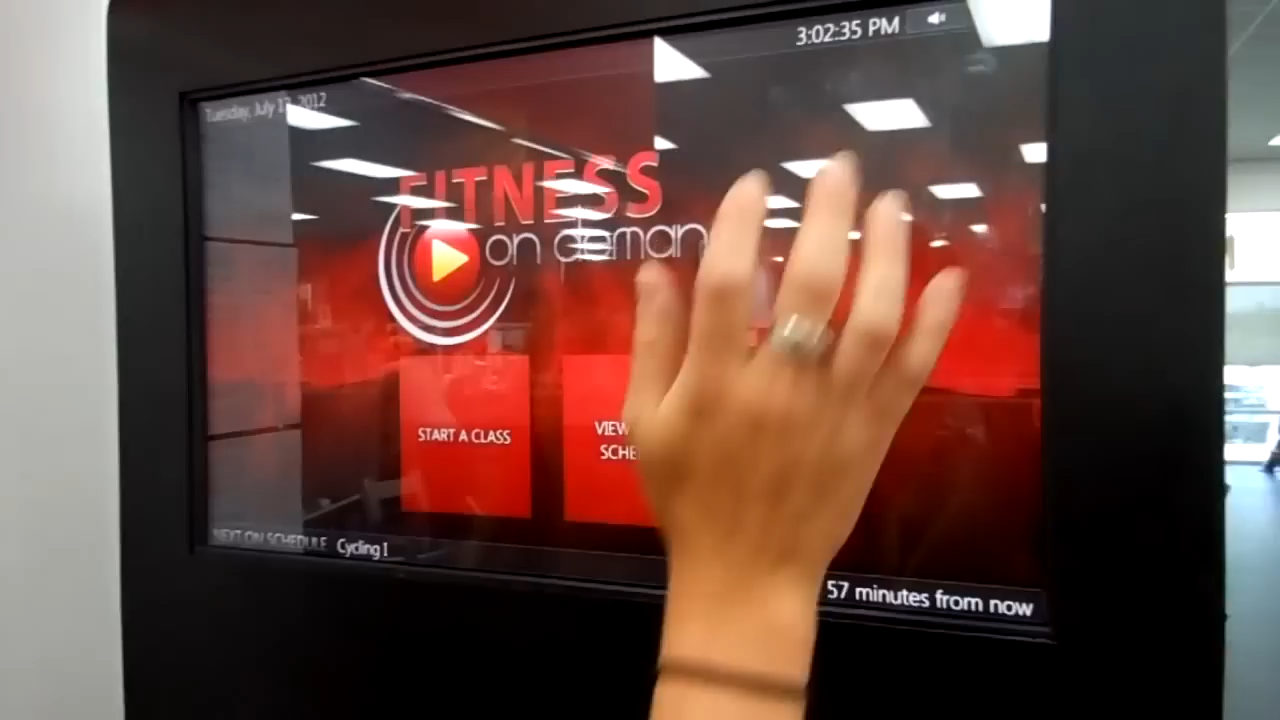 3:02:35 PM
Tuesday, July 17, 2012
FITNESS
on deman
START A CLASS
VIEW
SCHE
NEXT ON SCHEDULE Cycling I
57 minutes from now